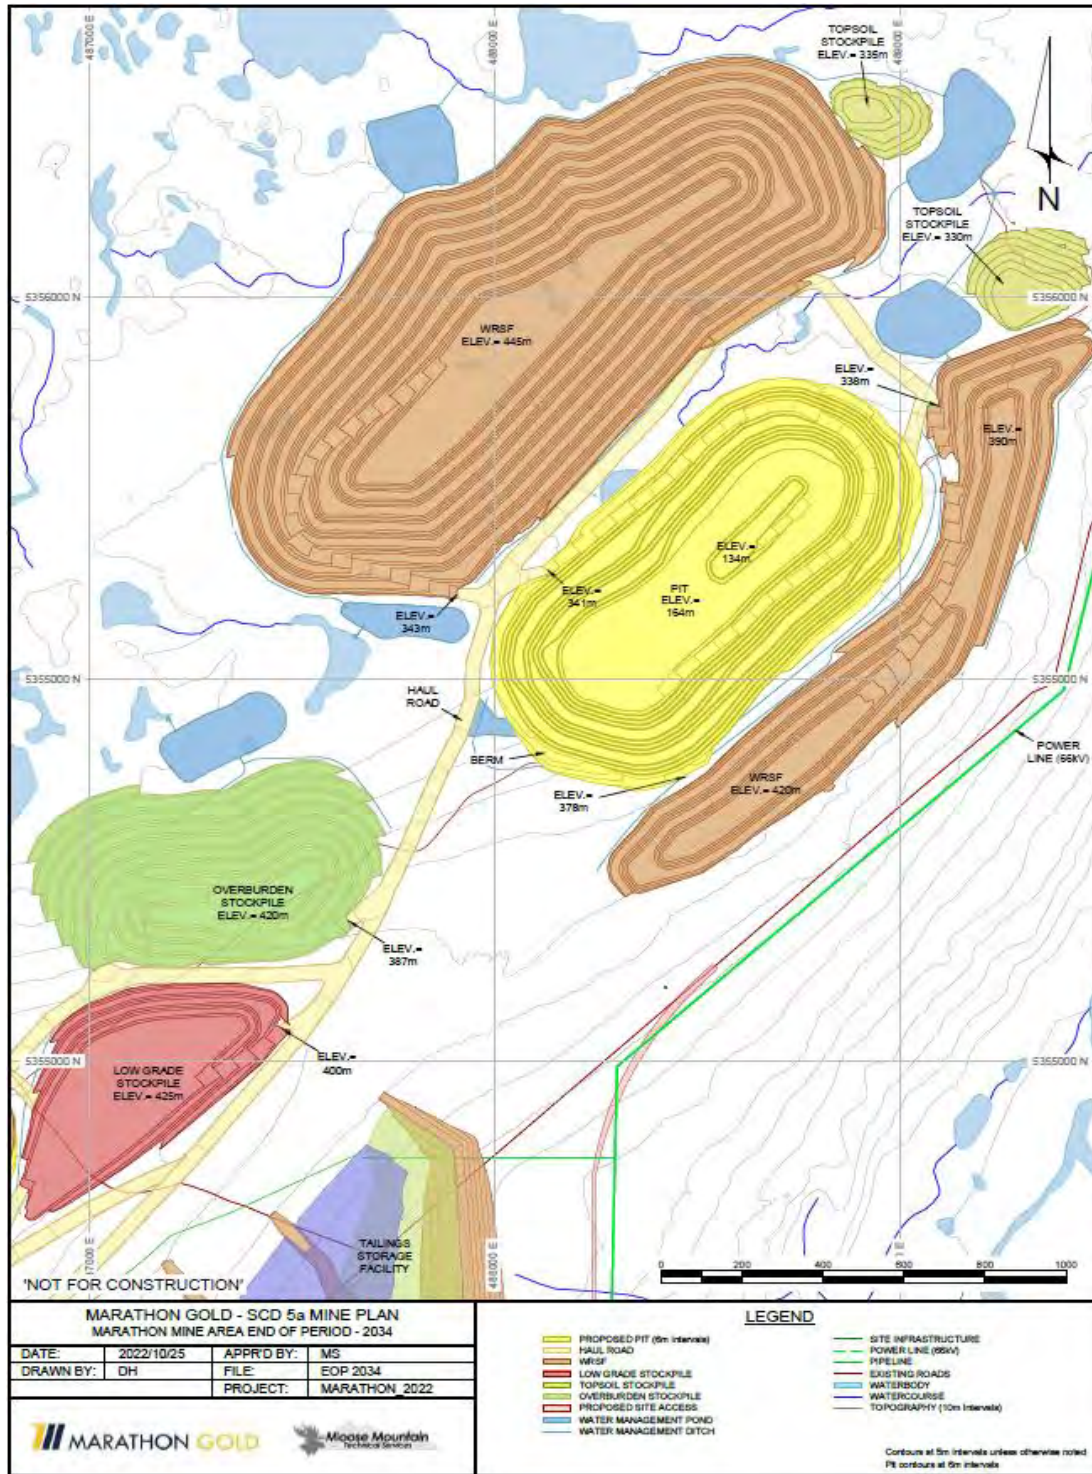 TOPSOIL
STOCKPILE
ELEV.= 335m
487000 E
488000 E
489000 E
N
TOPSOIL
STOCKPILE
ELEV.= 330m
5356000 N
5356000 N
WRSF
ELEV.= 445m
ELEV.=
338m
ELEV.=
390m
ELEV.=
134m
PIT
ELEV.=
164m
ELEV.=
341m
ELEV.=
343m
5355000 N
5355000 N
HAUL
ROAD
BERM
POWER
LINE (66kV)
WRSF
ELEV.= 420m
ELEV.=
378m
OVERBURDEN
STOCKPILE
ELEV.= 420m
ELEV.=
387m
5355000 N
5355000 N
LOW GRADE
STOCKPILE
ELEV.= 425m
ELEV.=
400m
TAILINGS
STORAGE
FACILITY
7000 E
488000 E
E
0 200 400 600 800 1000
'NOT FOR CONSTRUCTION'
MARATHON GOLD - SCD 5a MINE PLAN
MARATHON MINE AREA END OF PERIOD - 2034
DATE: 2022/10/25 APPR'D BY: MS
DRAWN BY: DH FILE: EOP 2034
PROJECT: MARATHON_2022
MARATHON GOLD
Moose Mountain
Technical Services
LEGEND
PROPOSED PIT (6m intervals)
HAUL ROAD
WRSF
LOW GRADE STOCKPILE
TOPSOIL STOCKPILE
OVERBURDEN STOCKPILE
PROPOSED SITE ACCESS
WATER MANAGEMENT POND
WATER MANAGEMENT DITCH
SITE INFRASTRUCTURE
POWER LINE (66kV)
PIPELINE
EXISTING ROADS
WATERBODY
WATERCOURSE
TOPOGRAPHY (10m intervals)
Contours at 5m intervals unless otherwise noted
Pit contours at 6m intervals